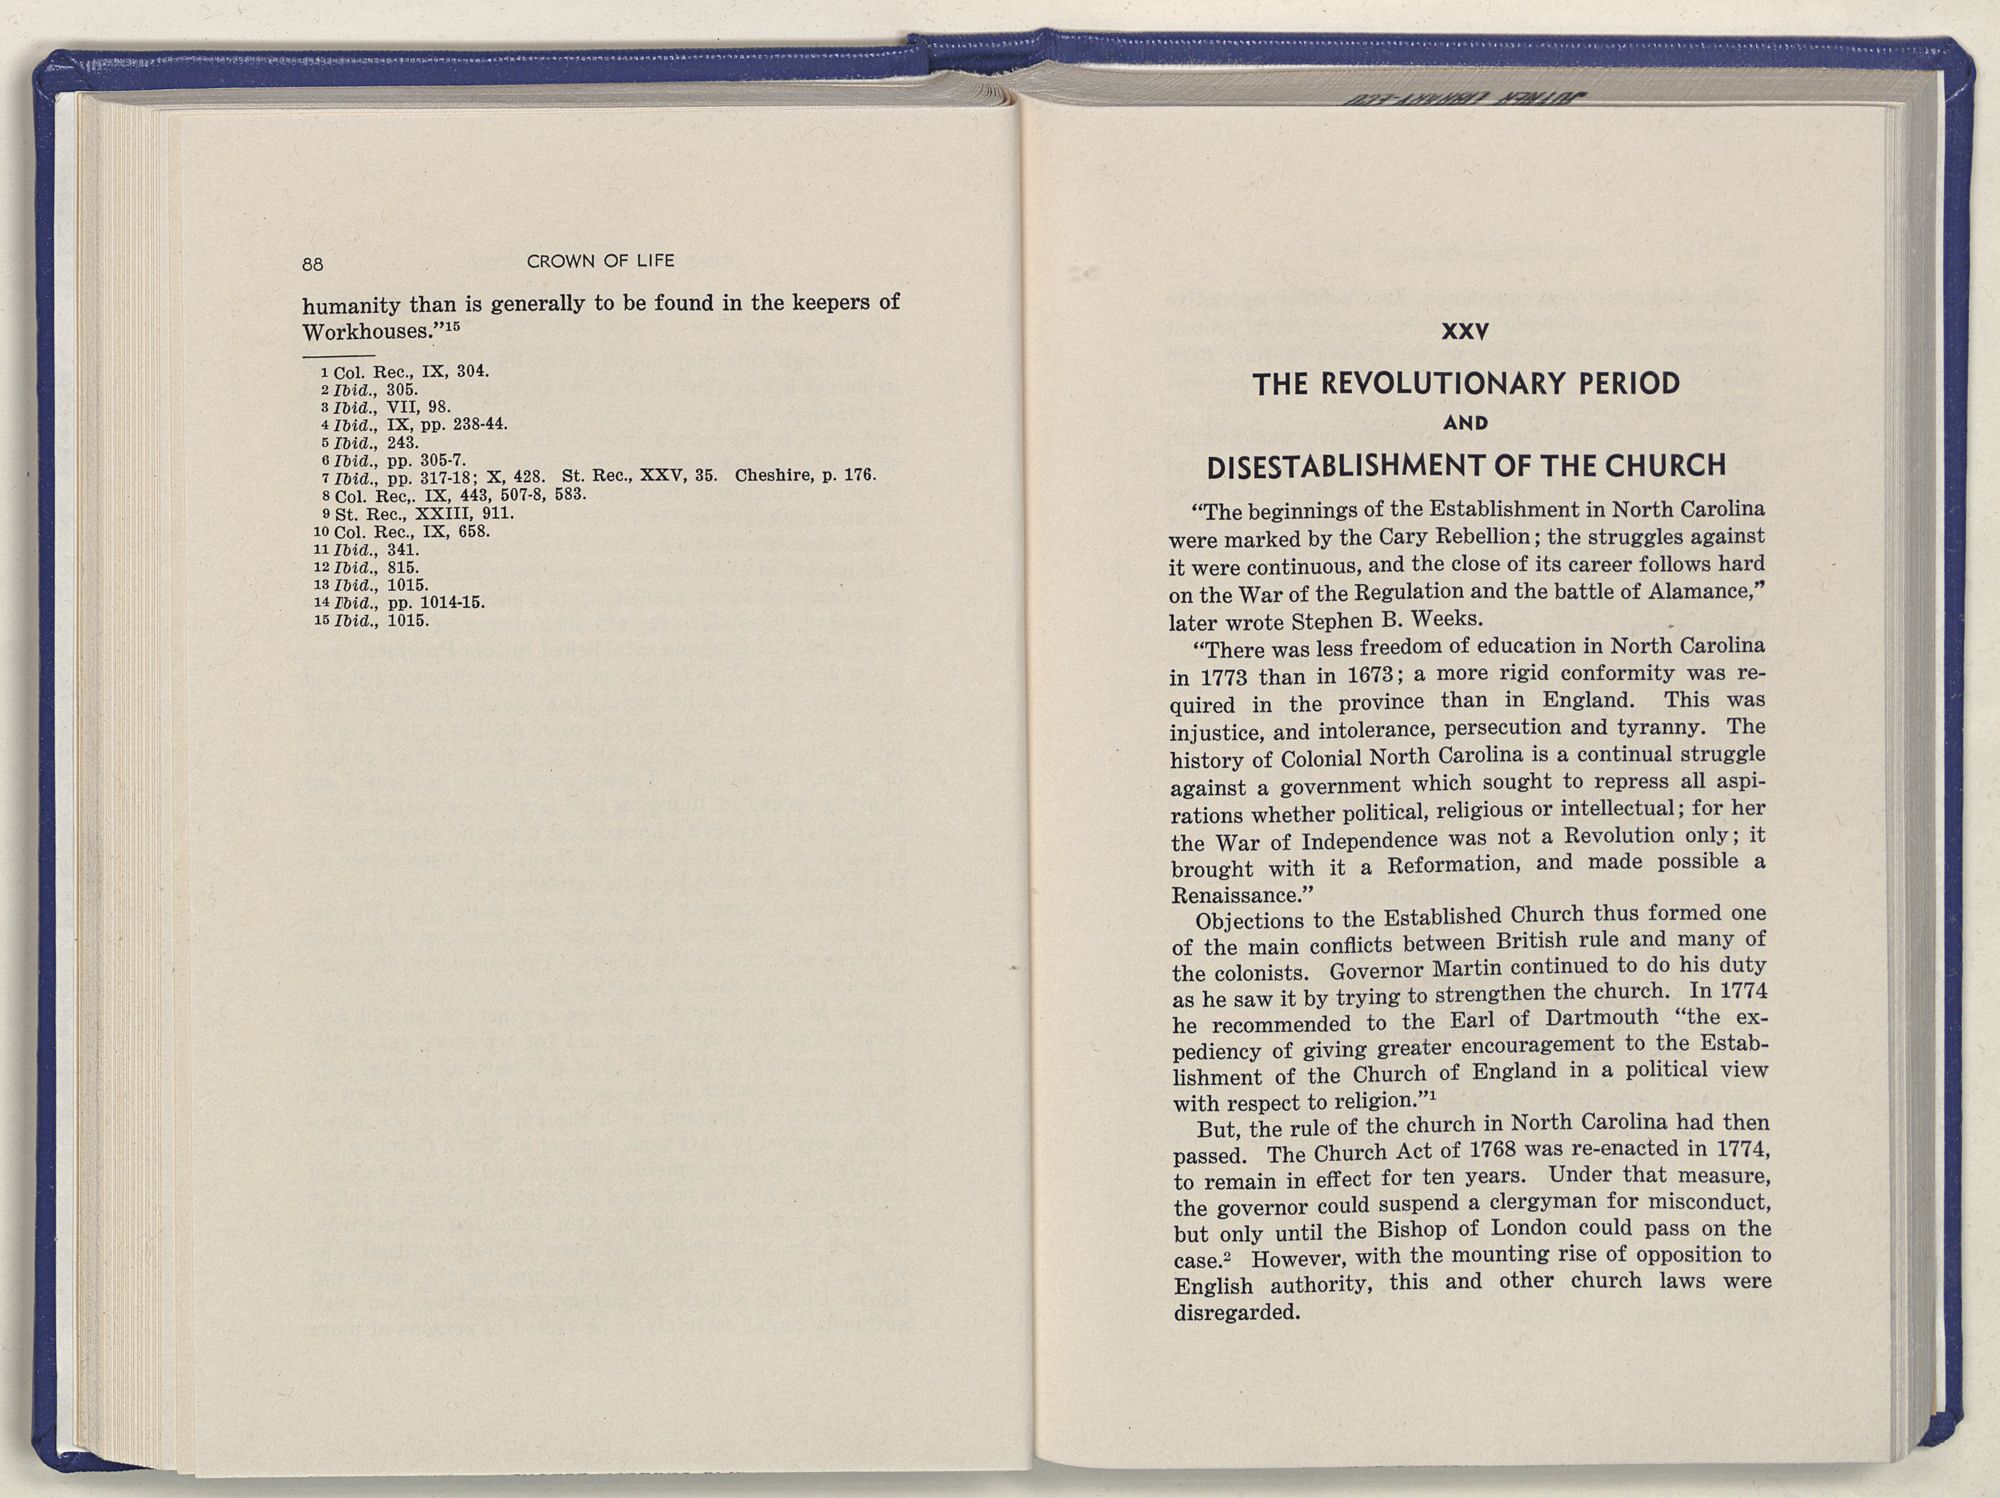 88 CROWN OF LIFE
humanity than is generally to be found in the keepers of
Workhouses.”15
1 Col. Rec., IX, 304.
2 Ibid., 305.
3 Ibid., VII, 98.
4 Ibid., IX, pp. 238-44.
5 Ibid., 243.
6 Ibid., pp. 305-7.
7 Ibid., pp. 317-18; X, 428. St. Rec., XXV, 35. Cheshire, p. 176.
8 Col. Rec,. IX, 443, 507-8, 583.
9 St. Rec., XXIII, 911.
10 Col. Rec., IX, 658.
11 Ibid., 341.
12 Ibid., 815.
13 Ibid., 1015.
14 Ibid., pp. 1014-15.
15 Ibid., 1015.
XXV
THE REVOLUTIONARY PERIOD
AND
DISESTABLISHMENT OF THE CHURCH
“The beginnings of the Establishment in North Carolina
were marked by the Cary Rebellion; the struggles against
it were continuous, and the close of its career follows hard
on the War of the Regulation and the battle of Alamance,”
later wrote Stephen B. Weeks.
“There was less freedom of education in North Carolina
in 1773 than in 1673; a more rigid conformity was re-
quired in the province than in England. This was
injustice, and intolerance, persecution and tyranny. The
history of Colonial North Carolina is a continual struggle
against a government which sought to repress all aspi-
rations whether political, religious or intellectual; for her
the War of Independence was not a Revolution only; it
brought with it a Reformation, and made possible a
Renaissance.”
Objections to the Established Church thus formed one
of the main conflicts between British rule and many of
the colonists. Governor Martin continued to do his duty
as he saw it by trying to strengthen the church. In 1774
he recommended to the Earl of Dartmouth “the ex-
pediency of giving greater encouragement to the Estab-
lishment of the Church of England in a political view
with respect to religion.”1
But, the rule of the church in North Carolina had then
passed. The Church Act of 1768 was re-enacted in 1774,
to remain in effect for ten years. Under that measure,
the governor could suspend a clergyman for misconduct,
but only until the Bishop of London could pass on the
case.2 However, with the mounting rise of opposition to
English authority, this and other church laws were
disregarded.